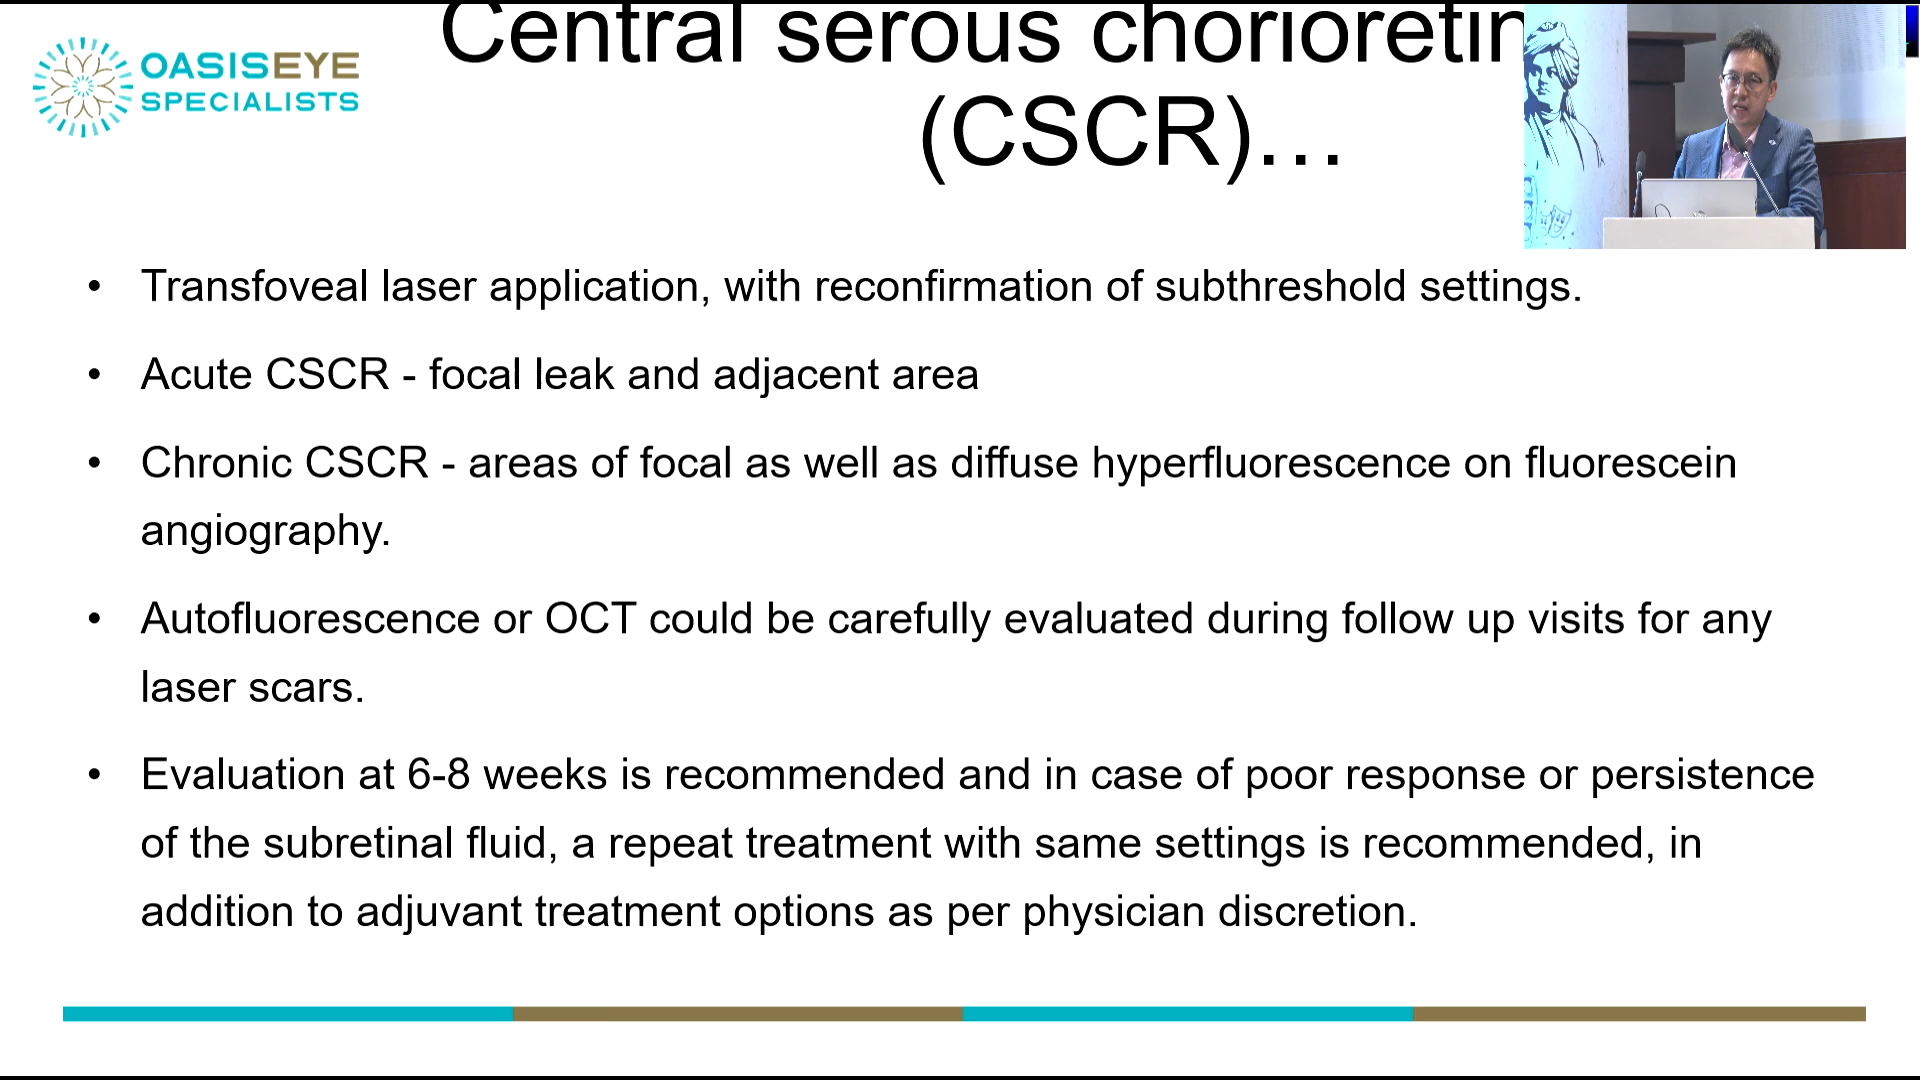 OASISEYE
SPECIALISTS
Central serous
(CSCR)…
• Transfoveal laser application, with reconfirmation of subthreshold settings.
• Acute CSCR - focal leak and adjacent area
• Chronic CSCR - areas of focal as well as diffuse hyperfluorescence on fluorescein
angiography.
• Autofluorescence or OCT could be carefully evaluated during follow up visits for any
laser scars.
• Evaluation at 6-8 weeks is recommended and in case of poor response or persistence
of the subretinal fluid, a repeat treatment with same settings is recommended, in
addition to adjuvant treatment options as per physician discretion.